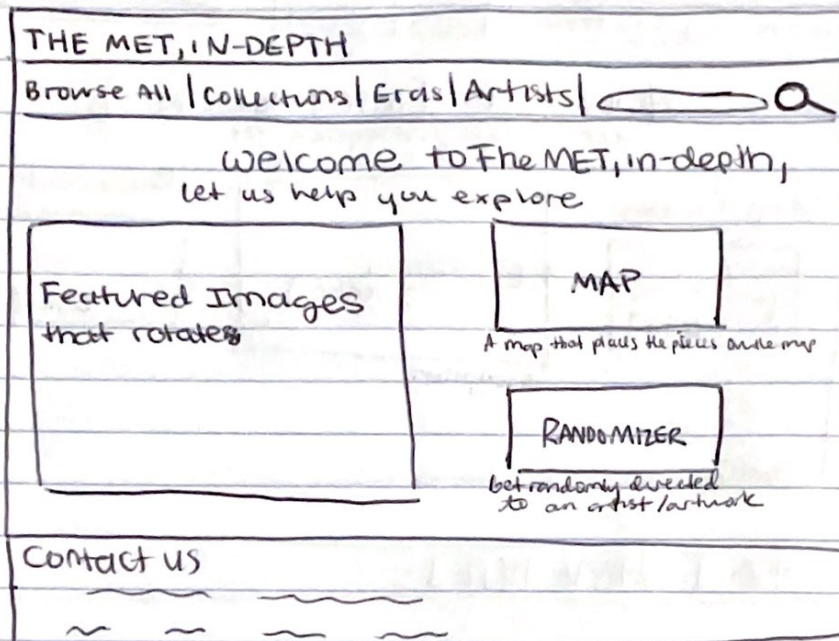 THE MET, IN-DEPTH
Browse All | Collections | Eras | Artists |
Welcome to The MET, in-depth,
let us help you explore
Featured Images
that rotates
MAP
A map that places the pieces on the map
RANDOMIZER
Get randomly directed
to an artist/artwork
Contact us